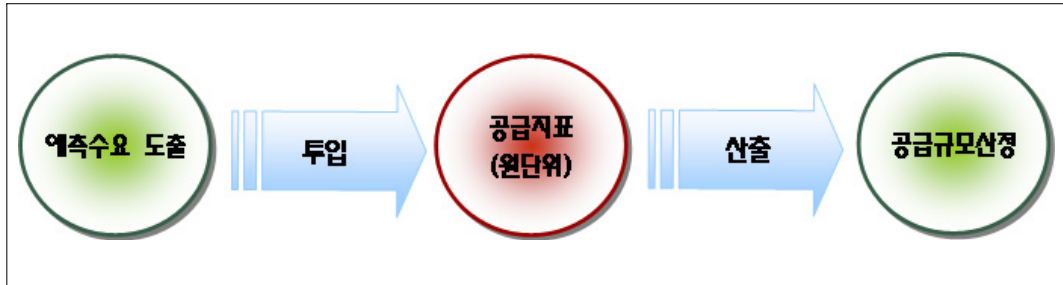 예측수요 도출
투입
공급지표
(원단위)
산출
공급규모산정